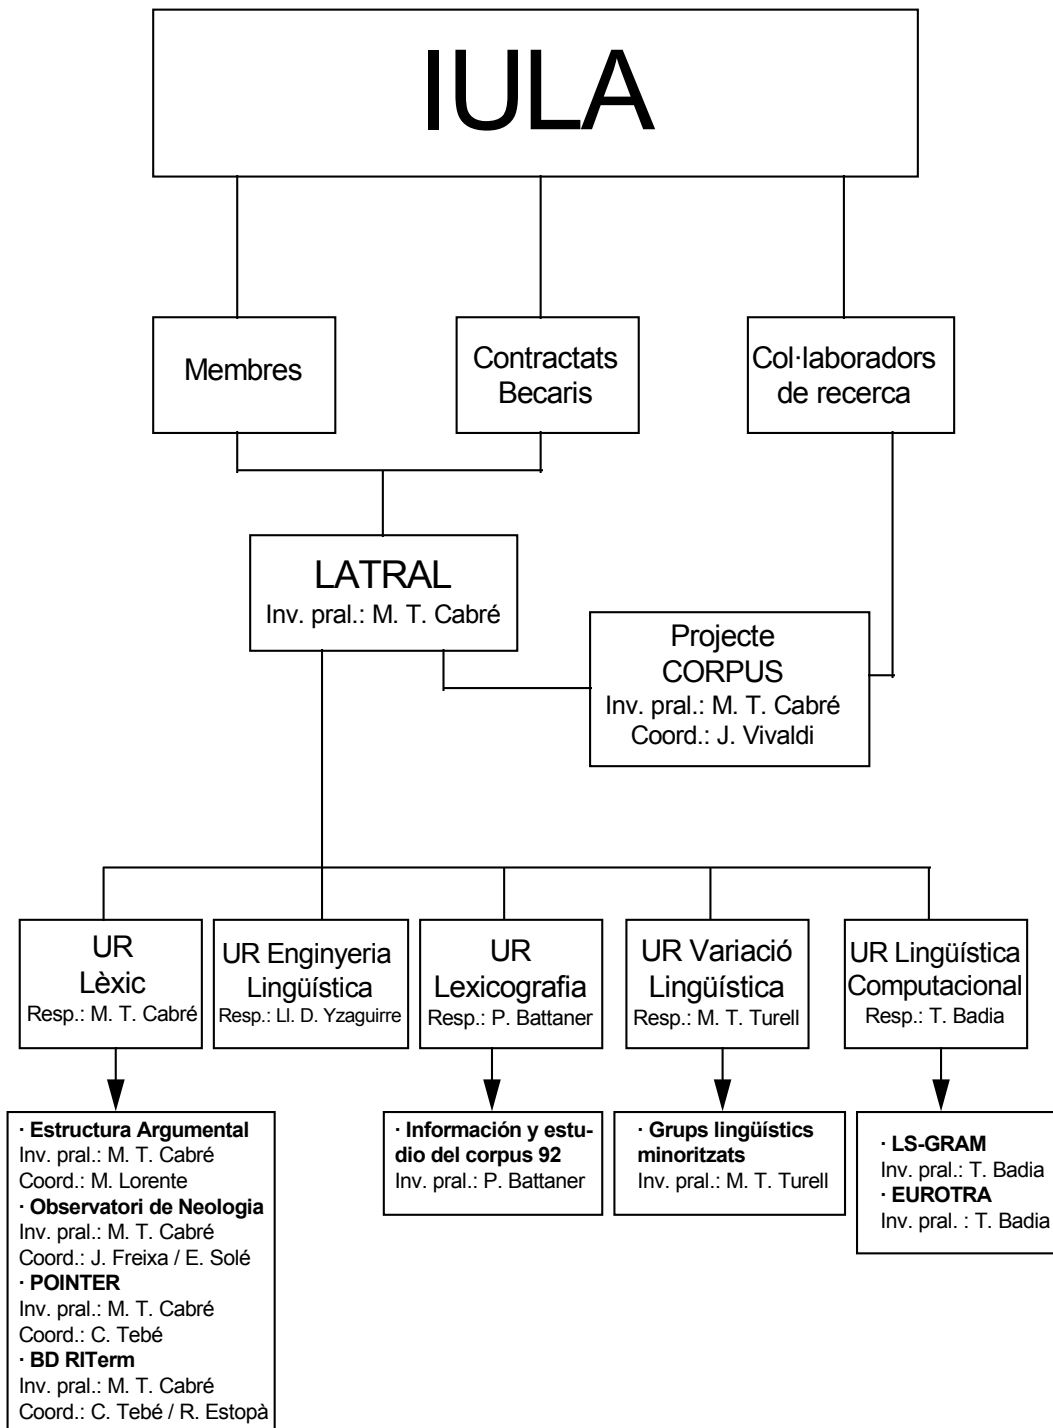 IULA
Membres
Contractats
Becaris
Col·laboradors
de recerca
LATRAL
Inv. pral.: M. T. Cabré
Projecte
CORPUS
Inv. pral.: M. T. Cabré
Coord.: J. Vivaldi
UR
Lèxic
Resp.: M. T. Cabré
UR Enginyeria
Lingüística
Resp.: Ll. D. Yzaguirre
UR
Lexicografia
Resp.: P. Battaner
UR Variació
Lingüística
Resp.: M. T. Turell
UR Lingüística
Computacional
Resp.: T. Badia
· Estructura Argumental
Inv. pral.: M. T. Cabré
Coord.: M. Lorente
· Observatori de Neologia
Inv. pral.: M. T. Cabré
Coord.: J. Freixa / E. Solé
· POINTER
Inv. pral.: M. T. Cabré
Coord.: C. Tebé
· BD RITerm
Inv. pral.: M. T. Cabré
Coord.: C. Tebé / R. Estopà
· Información y estu-
dio del corpus 92
Inv. pral.: P. Battaner
· Grups lingüístics
minoritzats
Inv. pral.: M. T. Turell
· LS-GRAM
Inv. pral.: T. Badia
· EUROTRA
Inv. pral. : T. Badia